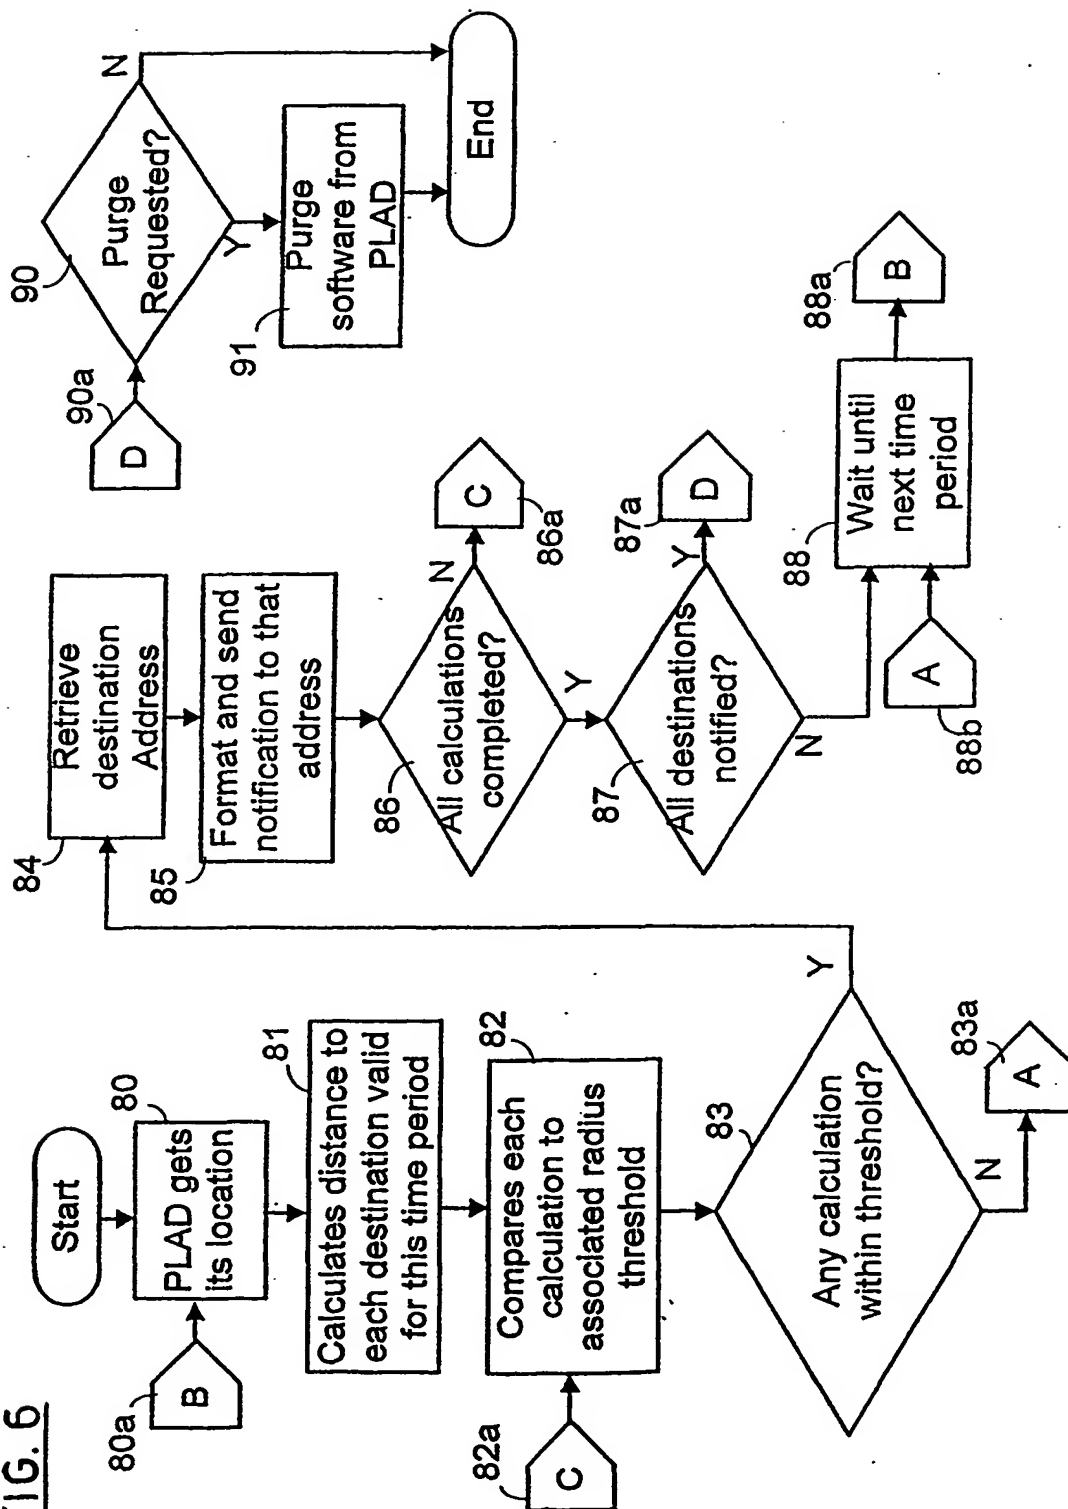 FIG. 6
Start
80
PLAD gets
its location
80a
B
81
Calculates distance to
each destination valid
for this time period
82
Compares each
calculation to
associated radius
threshold
82a
C
83
Any calculation
within threshold?
Y
N
83a
A
84
Retrieve
destination
Address
85
Format and send
notification to that
address
86
All calculations
completed?
N
86a
C
Y
87
All destinations
notified?
Y
87a
D
N
88
Wait until
next time
period
88a
B
88b
A
90a
D
90
Purge
Requested?
N
Y
91
Purge
software from
PLAD
End